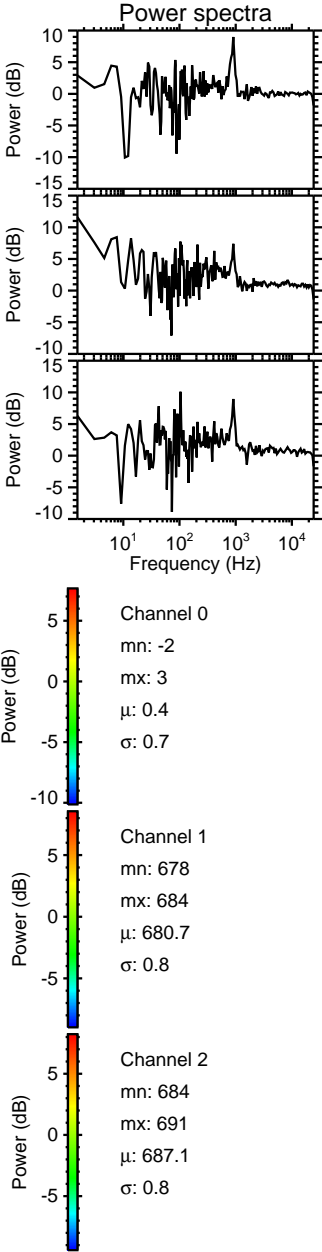 Power spectra
10
5
0
-5
-10
-15
Power (dB)
15
10
5
0
-5
-10
Power (dB)
15
10
5
0
-5
-10
Power (dB)
10¹ 10² 10³ 10⁴
Frequency (Hz)
5
0
-5
-10
Power (dB)
Channel 0
mn: -2
mx: 3
μ: 0.4
σ: 0.7
5
0
-5
Power (dB)
Channel 1
mn: 678
mx: 684
μ: 680.7
σ: 0.8
5
0
-5
Power (dB)
Channel 2
mn: 684
mx: 691
μ: 687.1
σ: 0.8